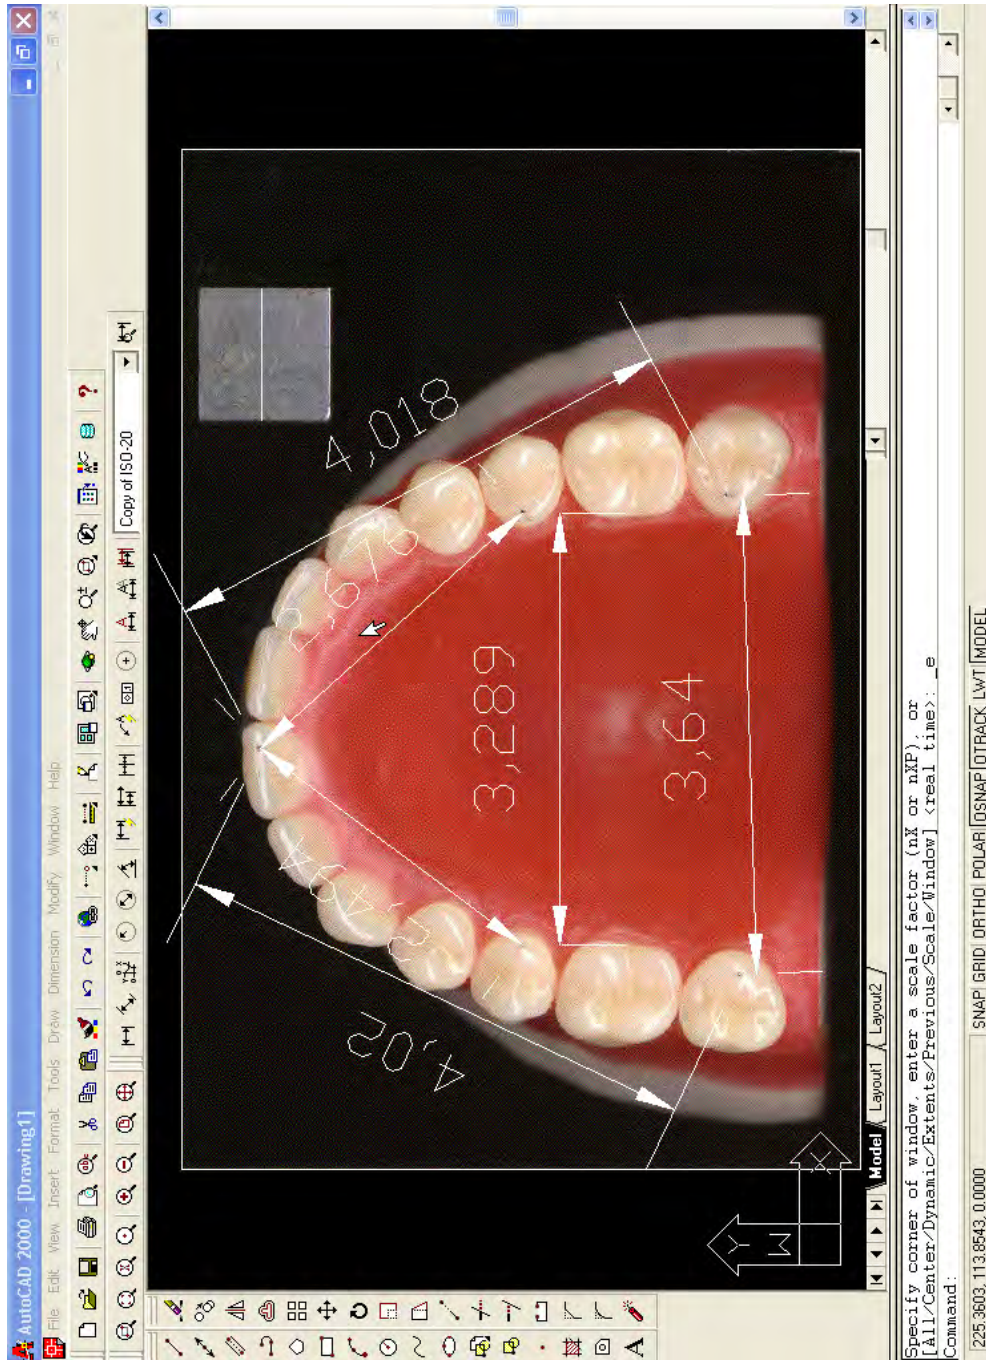 AutoCAD 2000 - [Drawing1]
File Edit View Insert Format Tools Draw Dimension Modify Window Help
Copy of ISO-20
4,018
2,676
3,289
3,64
2,494
4,02
Y
W
X
Model Layout1 Layout2
Specify corner of window, enter a scale factor (nX or nXP), or
[All/Center/Dynamic/Extents/Previous/Scale/Window] <real time>: _e
Command:
225.3603, 113.8543, 0.0000
SNAP GRID ORTHO POLAR OSNAP OTRACK LWT MODEL